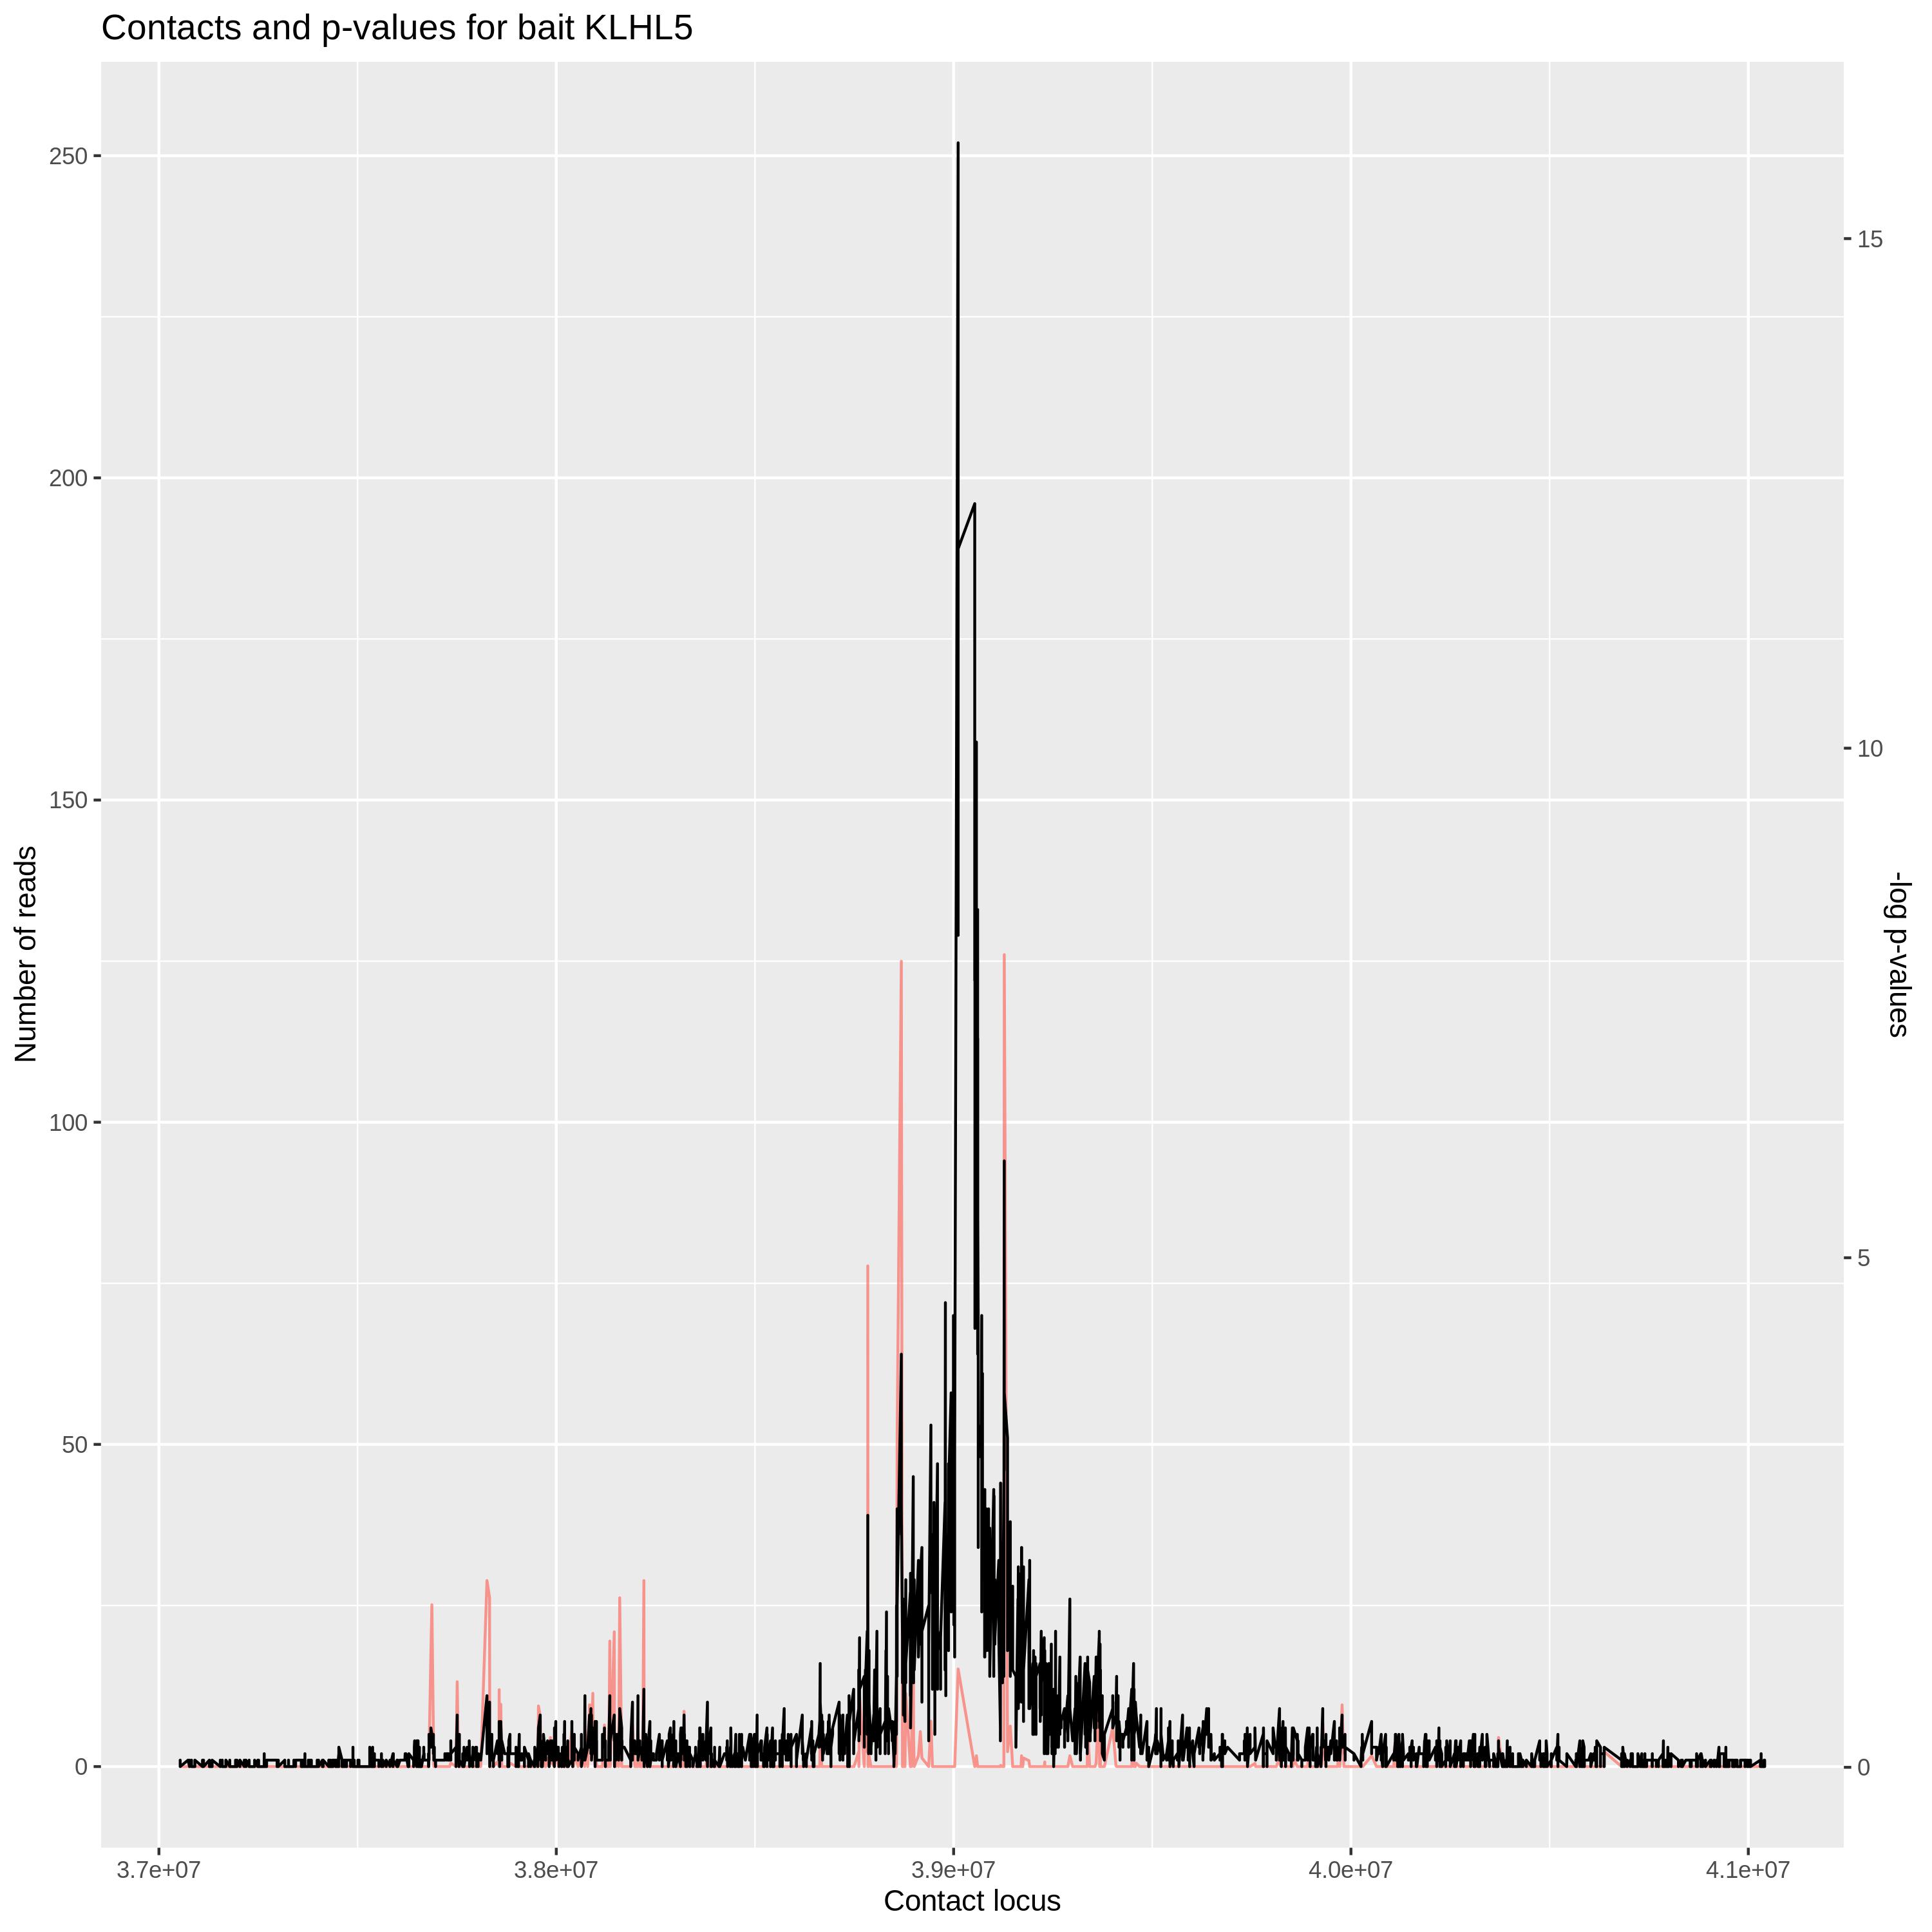 Contacts and p-values for bait KLHL5
250
200
150
100
50
0
Number of reads
15
10
5
0
-log p-values
3.7e+07
3.8e+07
3.9e+07
4.0e+07
4.1e+07
Contact locus